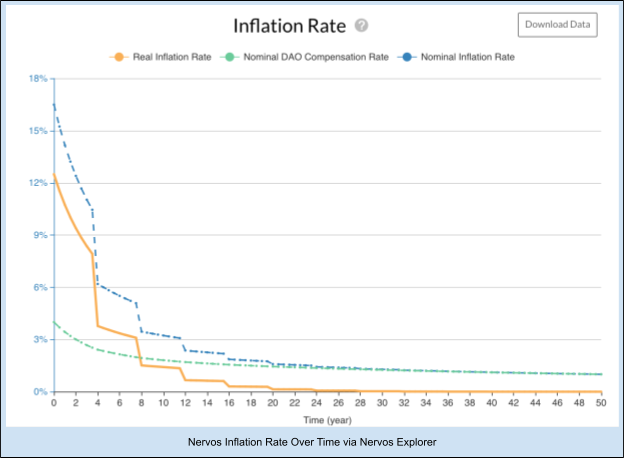 Inflation Rate ?
Download Data
Real Inflation Rate Nominal DAO Compensation Rate Nominal Inflation Rate
18%
15%
12%
9%
6%
3%
0%
0 2 4 6 8 10 12 14 16 18 20 22 24 26 28 30 32 34 36 38 40 42 44 46 48 50
Time (year)
Nervos Inflation Rate Over Time via Nervos Explorer